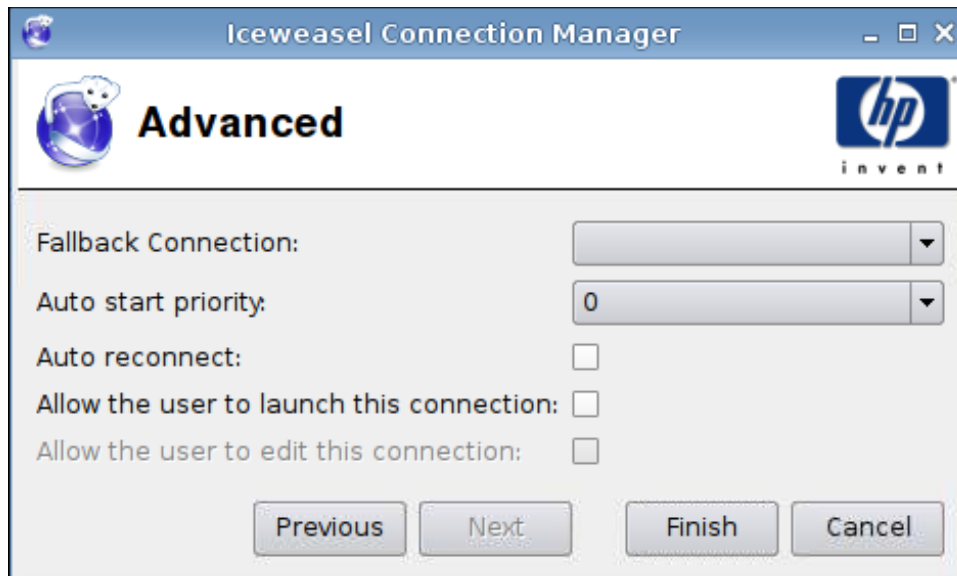 Iceweasel Connection Manager
Advanced
hp
invent
Fallback Connection:
Auto start priority: 0
Auto reconnect:
Allow the user to launch this connection:
Allow the user to edit this connection:
Previous Next Finish Cancel